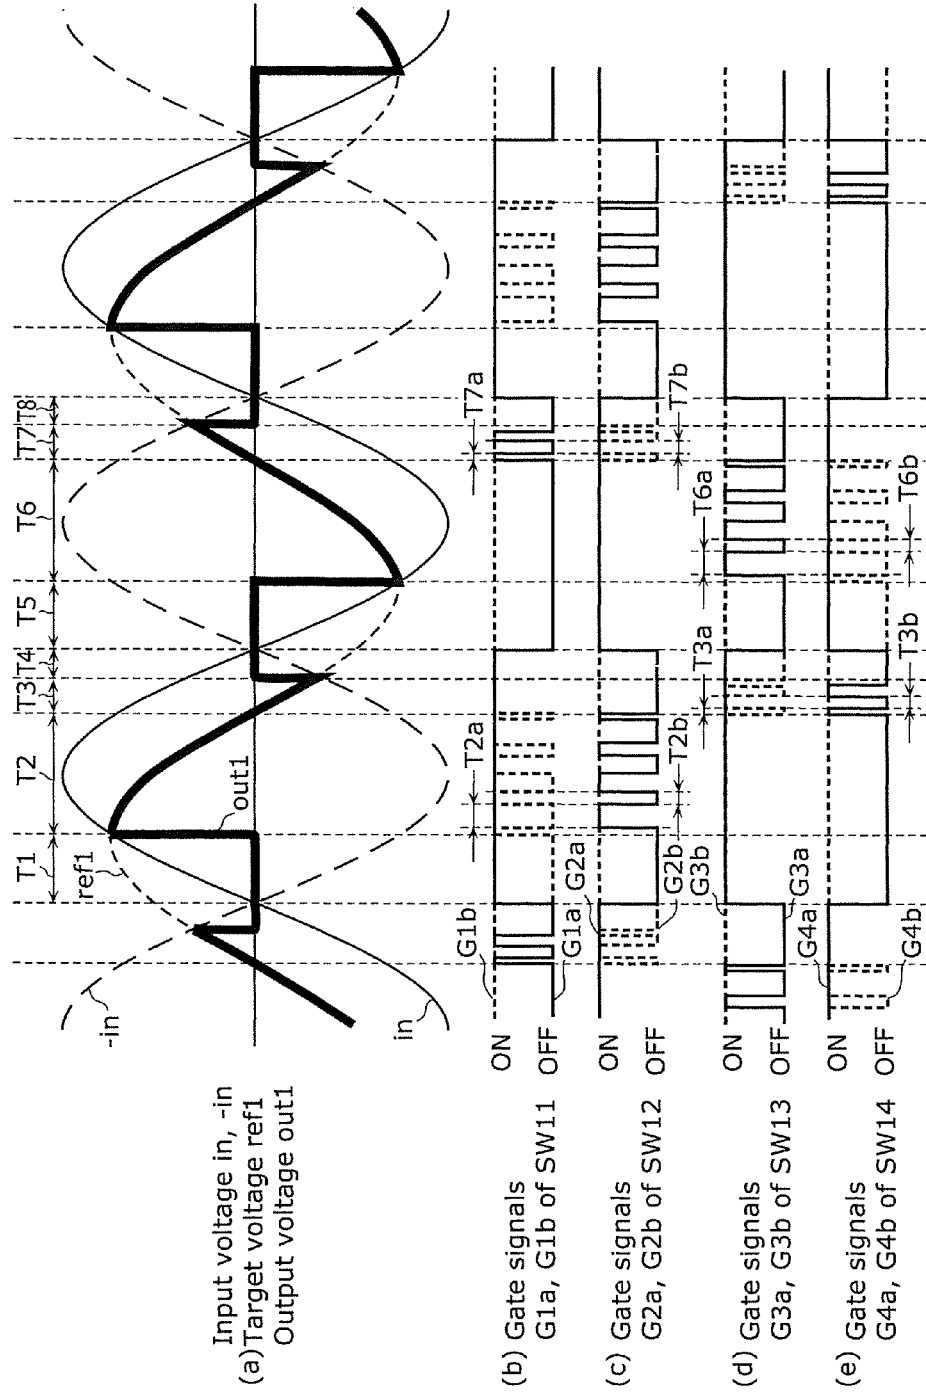 T1
T2
T3
T4
T5
T6
T7
T8
-in
ref1
out1
in
Input voltage in, -in
(a) Target voltage ref1
Output voltage out1
T2a
T7a
G1b
G1a
ON
OFF
(b) Gate signals
G1a, G1b of SW11
G2a
G2b
T2b
T7b
ON
OFF
(c) Gate signals
G2a, G2b of SW12
G3b
G3a
T3a
T6a
ON
OFF
(d) Gate signals
G3a, G3b of SW13
G4a
G4b
T3b
T6b
ON
OFF
(e) Gate signals
G4a, G4b of SW14